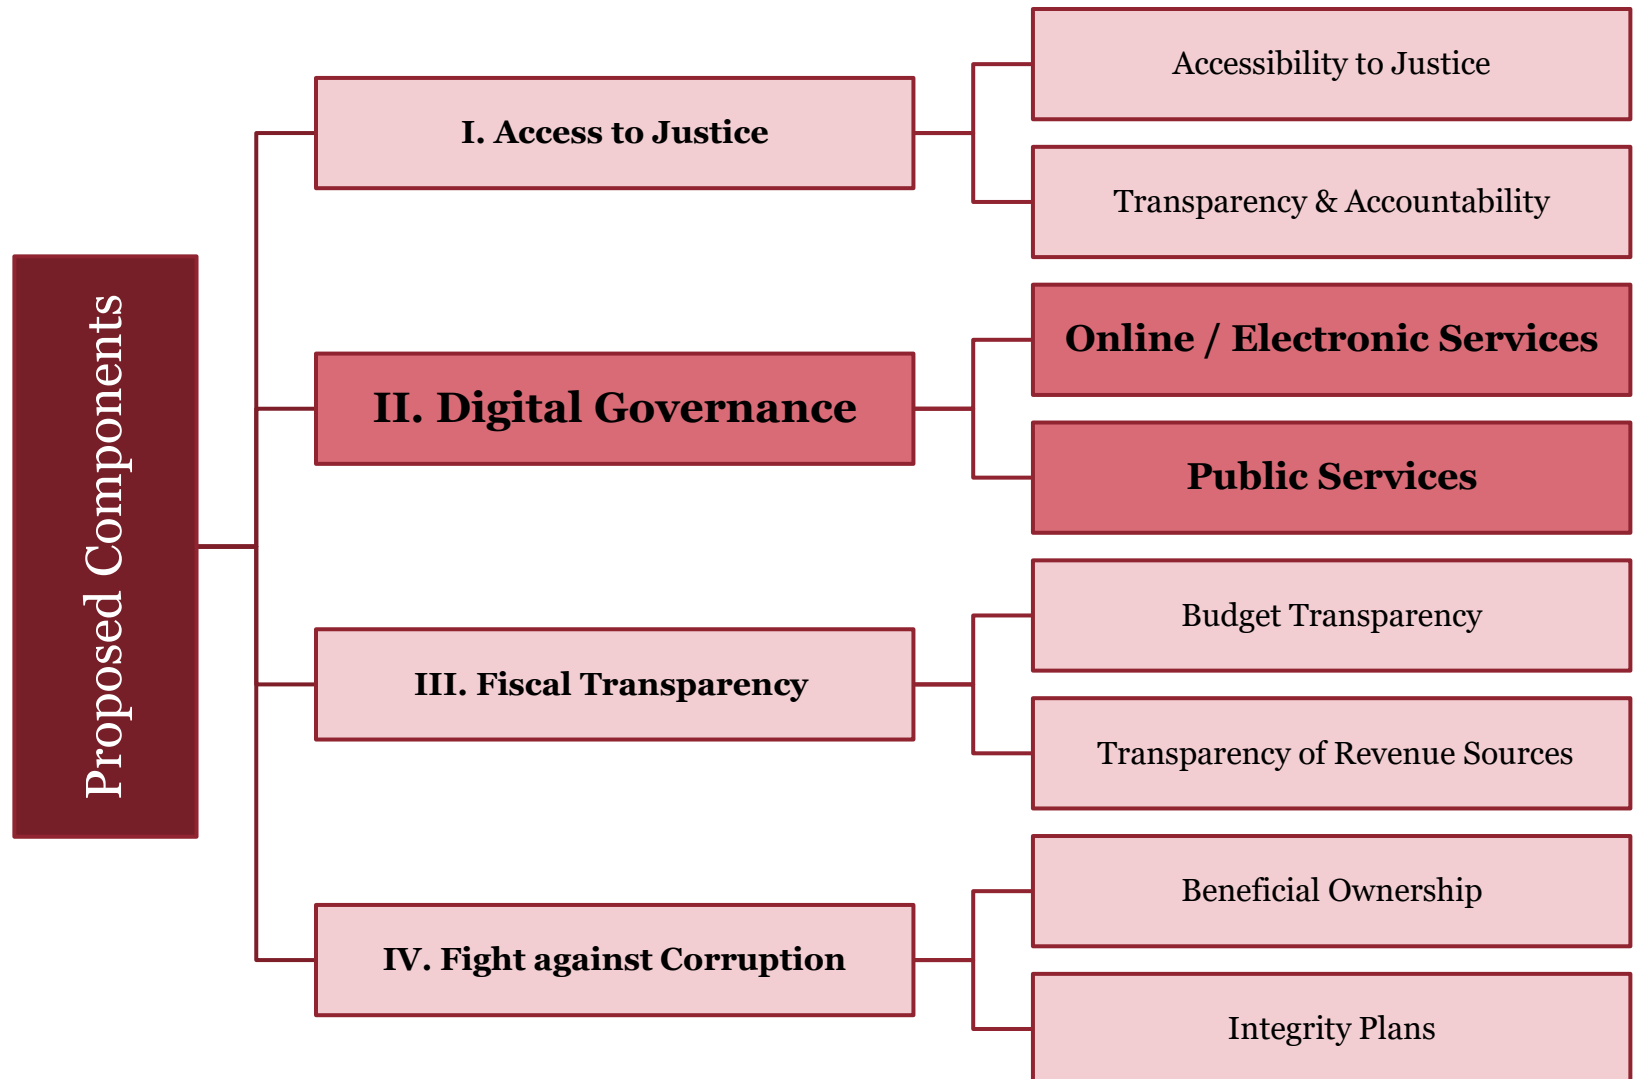 Proposed Components
I. Access to Justice
Accessibility to Justice
Transparency & Accountability
II. Digital Governance
Online / Electronic Services
Public Services
III. Fiscal Transparency
Budget Transparency
Transparency of Revenue Sources
IV. Fight against Corruption
Beneficial Ownership
Integrity Plans